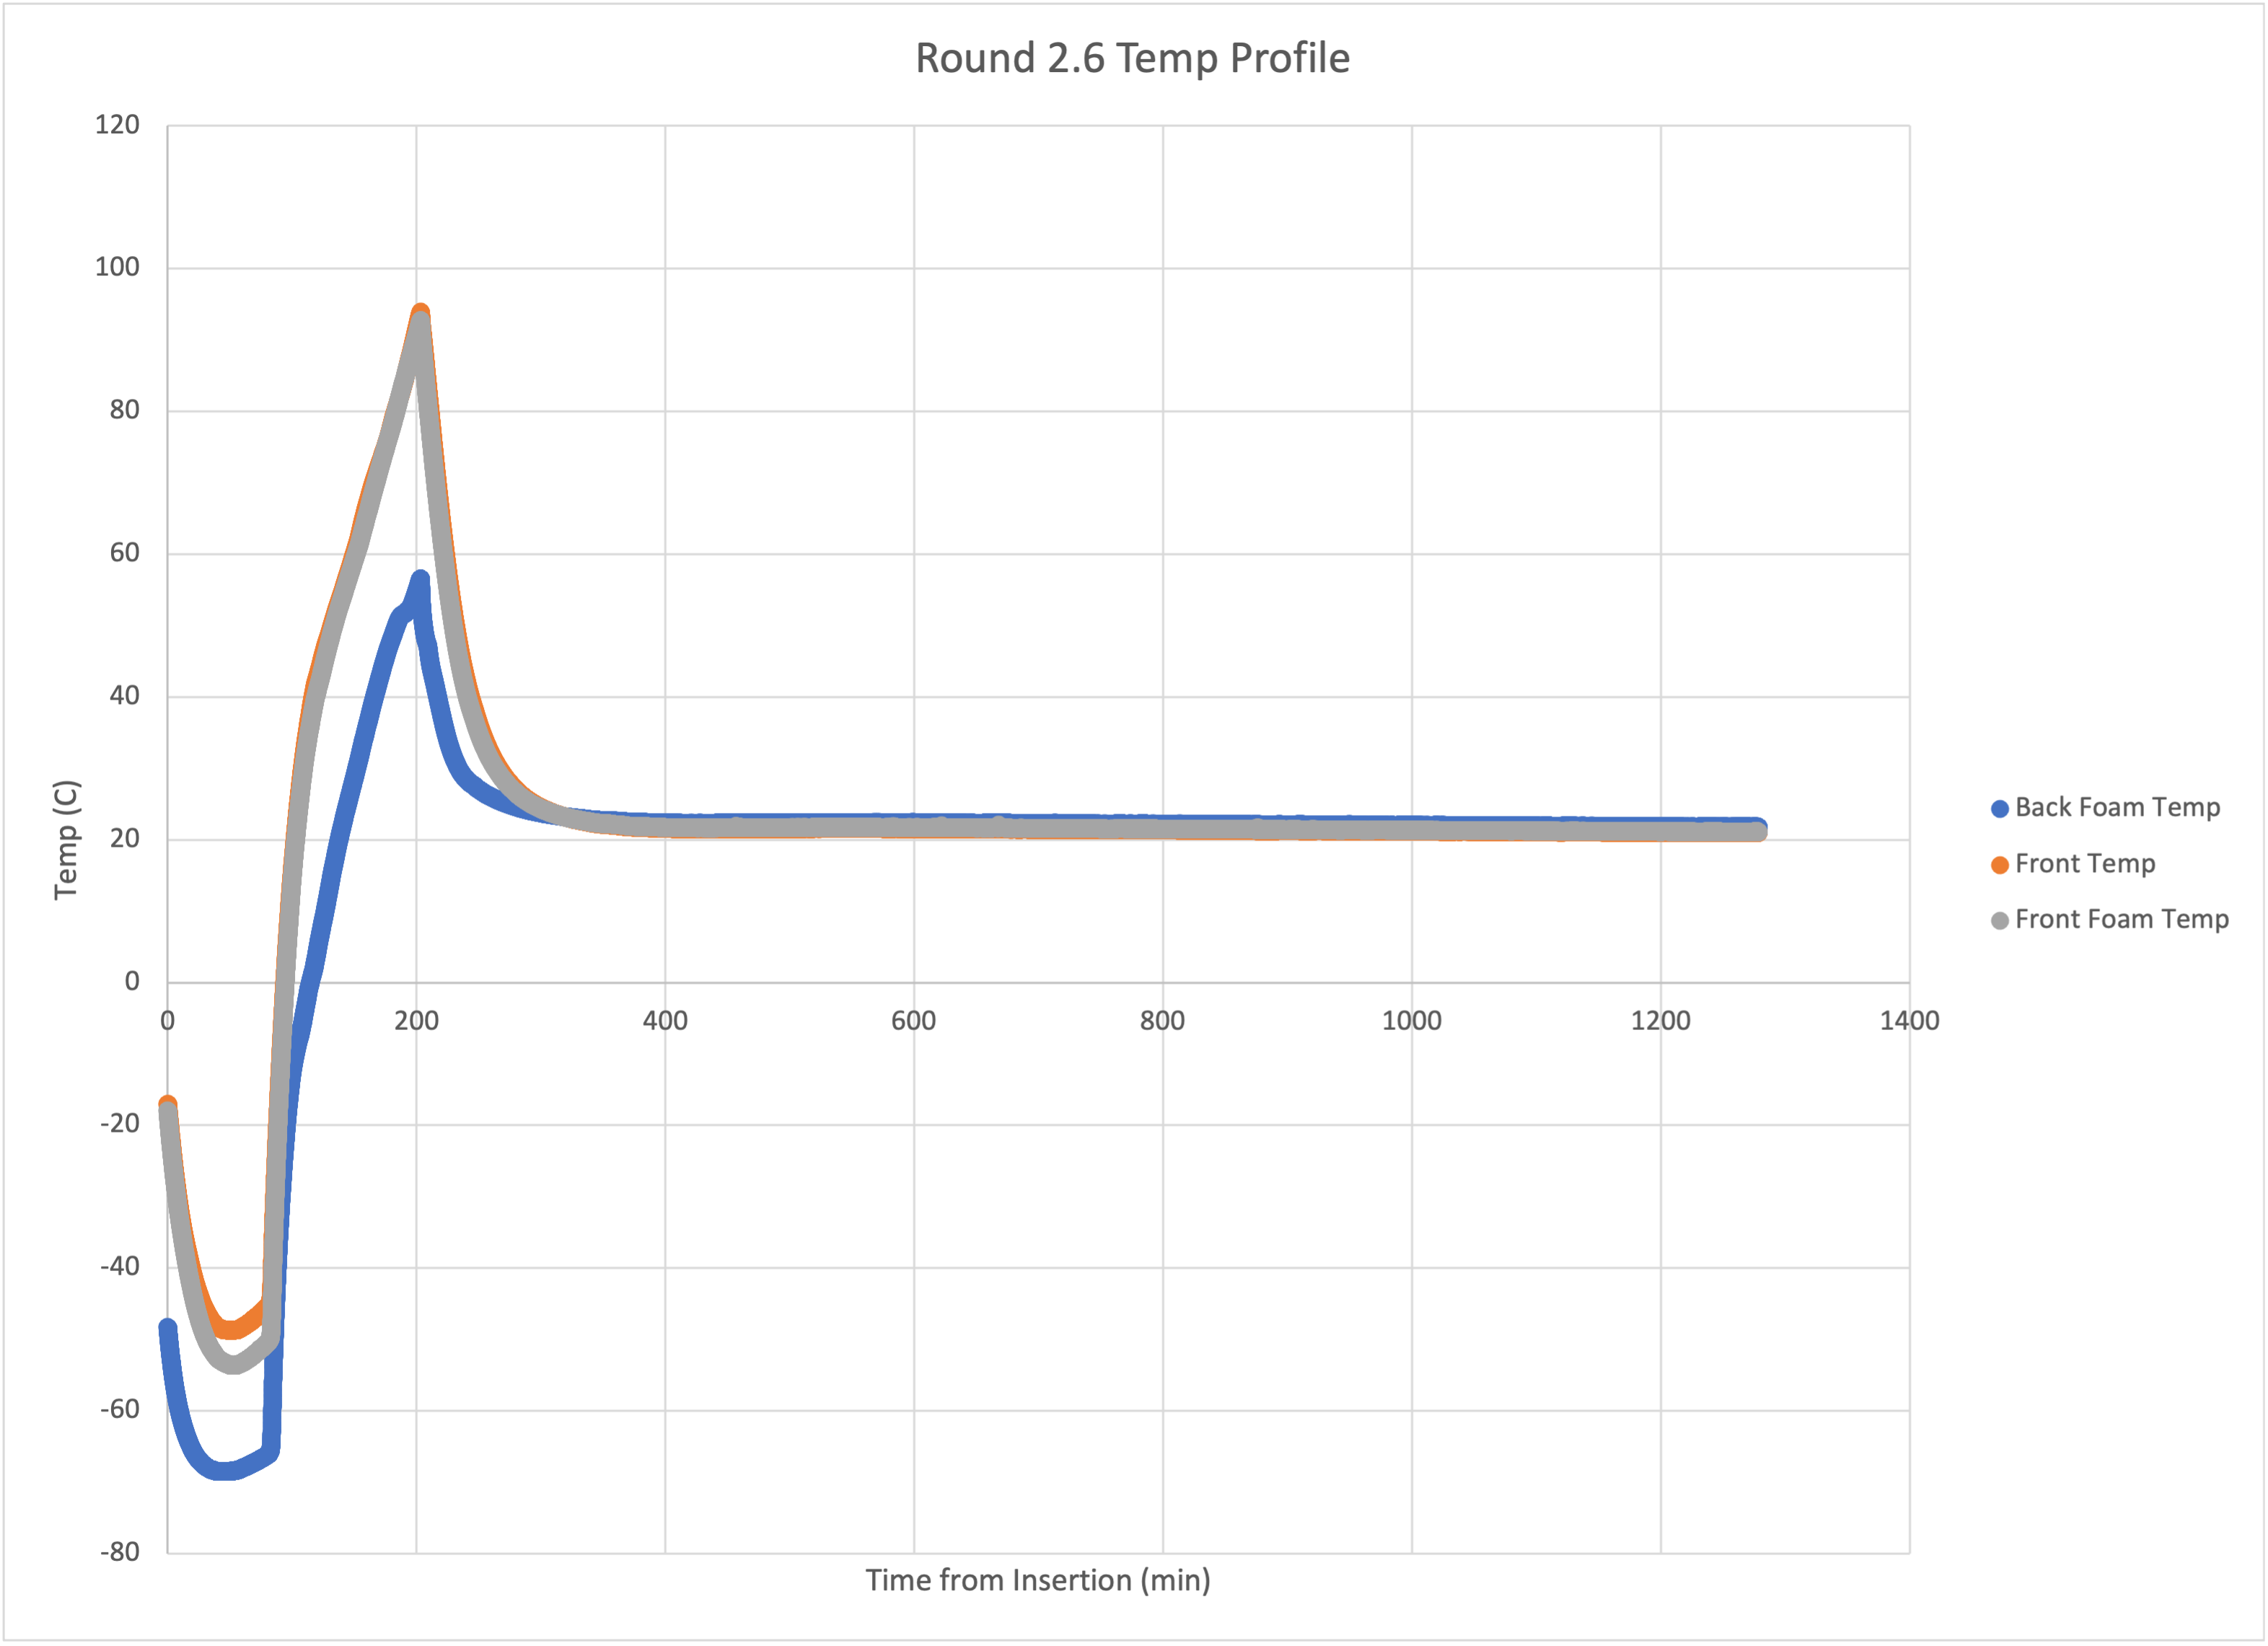 Round 2.6 Temp Profile
120
100
80
60
40
20
0
-20
-40
-60
-80
Temp (C)
0 200 400 600 800 1000 1200 1400
Time from Insertion (min)
Back Foam Temp
Front Temp
Front Foam Temp